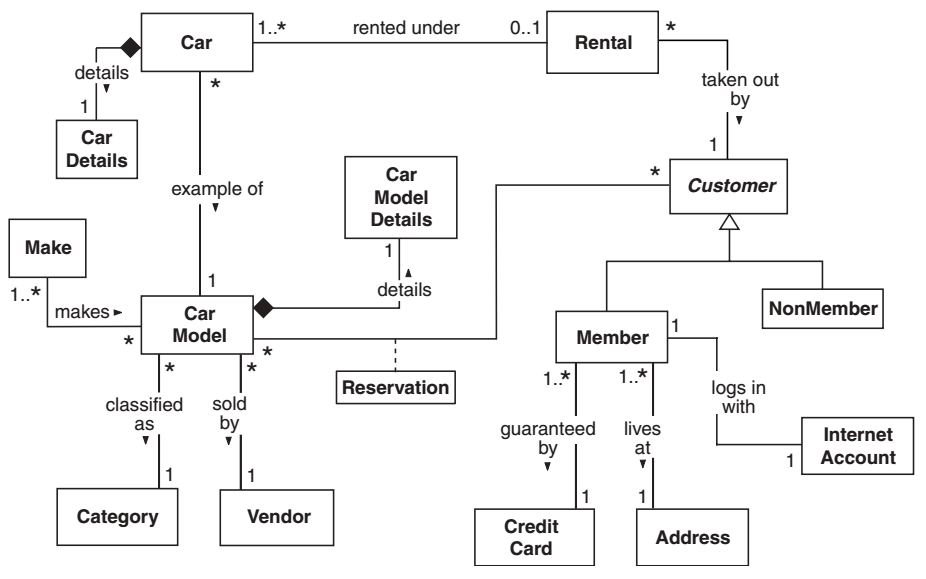 Car
1..*
rented under
0..1
Rental
*
details
1
Car
Details
*
taken out
by
1
Customer
*
example of
Car
Model
Details
1
details
Make
1..*
makes
*
1
Car
Model
*
Reservation
NonMember
Member
1
1..*
1..*
logs in
with
1
Internet
Account
*
*
classified
as
sold
by
1
1
Category
Vendor
guaranteed
by
lives
at
1
1
Credit
Card
Address